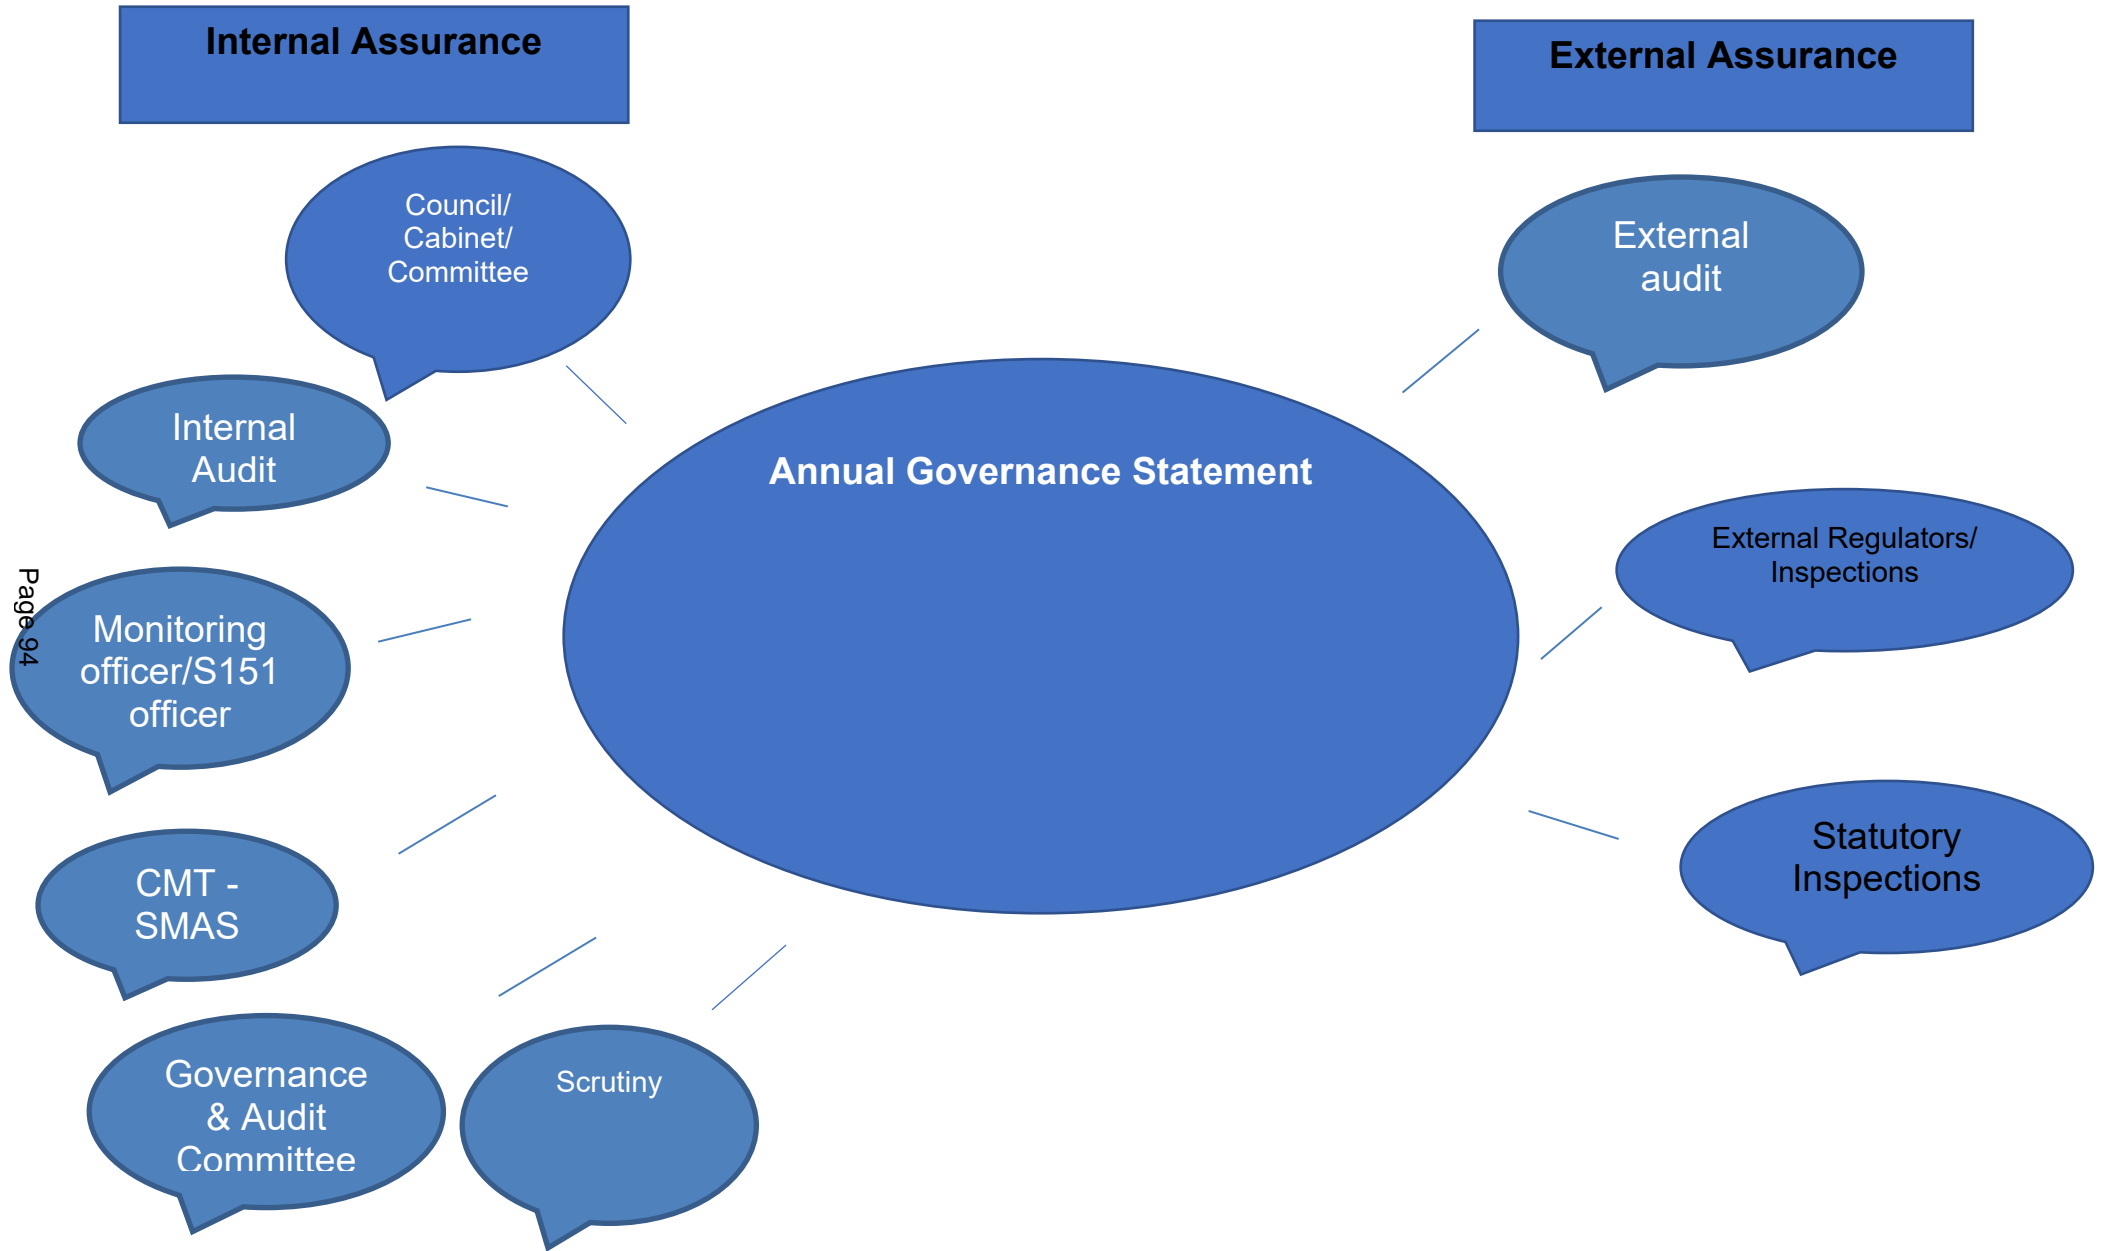 Internal Assurance
External Assurance
Council/
Cabinet/
Committee
External
audit
Internal
Audit
Annual Governance Statement
External Regulators/
Inspections
Page 94
Monitoring
officer/S151
officer
Statutory
Inspections
CMT -
SMAS
Governance
& Audit
Committee
Scrutiny